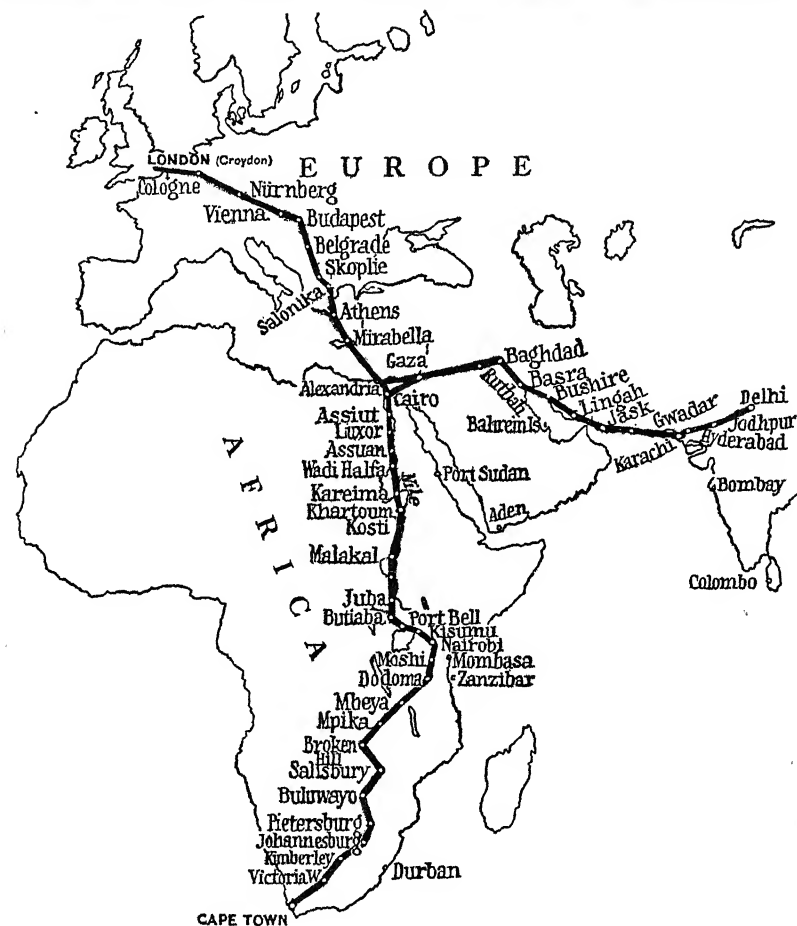 LONDON (Croydon)
EUROPE
Cologne
Nürnberg
Vienna
Budapest
Belgrade
Skoplie
Salonika
Athens
Mirabella
Gaza
Baghdad
Alexandria
Cairo
Rutbah
Basra
Bushire
Lingah
Jask
Gwadar
Delhi
Jodhpur
Hyderabad
Karachi
Bahrein Is.
Assiut
Luxor
Assuan
Wadi Halfa
Port Sudan
Bombay
AFRICA
Kareima
Nile
Khartoum
Aden
Kosti
Malakal
Colombo
Juba
Butiaba
Port Bell
Kisumu
Nairobi
Moshi
Mombasa
Dodoma
Zanzibar
Mbeya
Mpika
Broken
Hill
Salisbury
Buluwayo
Pietersburg
Johannesburg
Kimberley
Victoria W.
Durban
CAPE TOWN